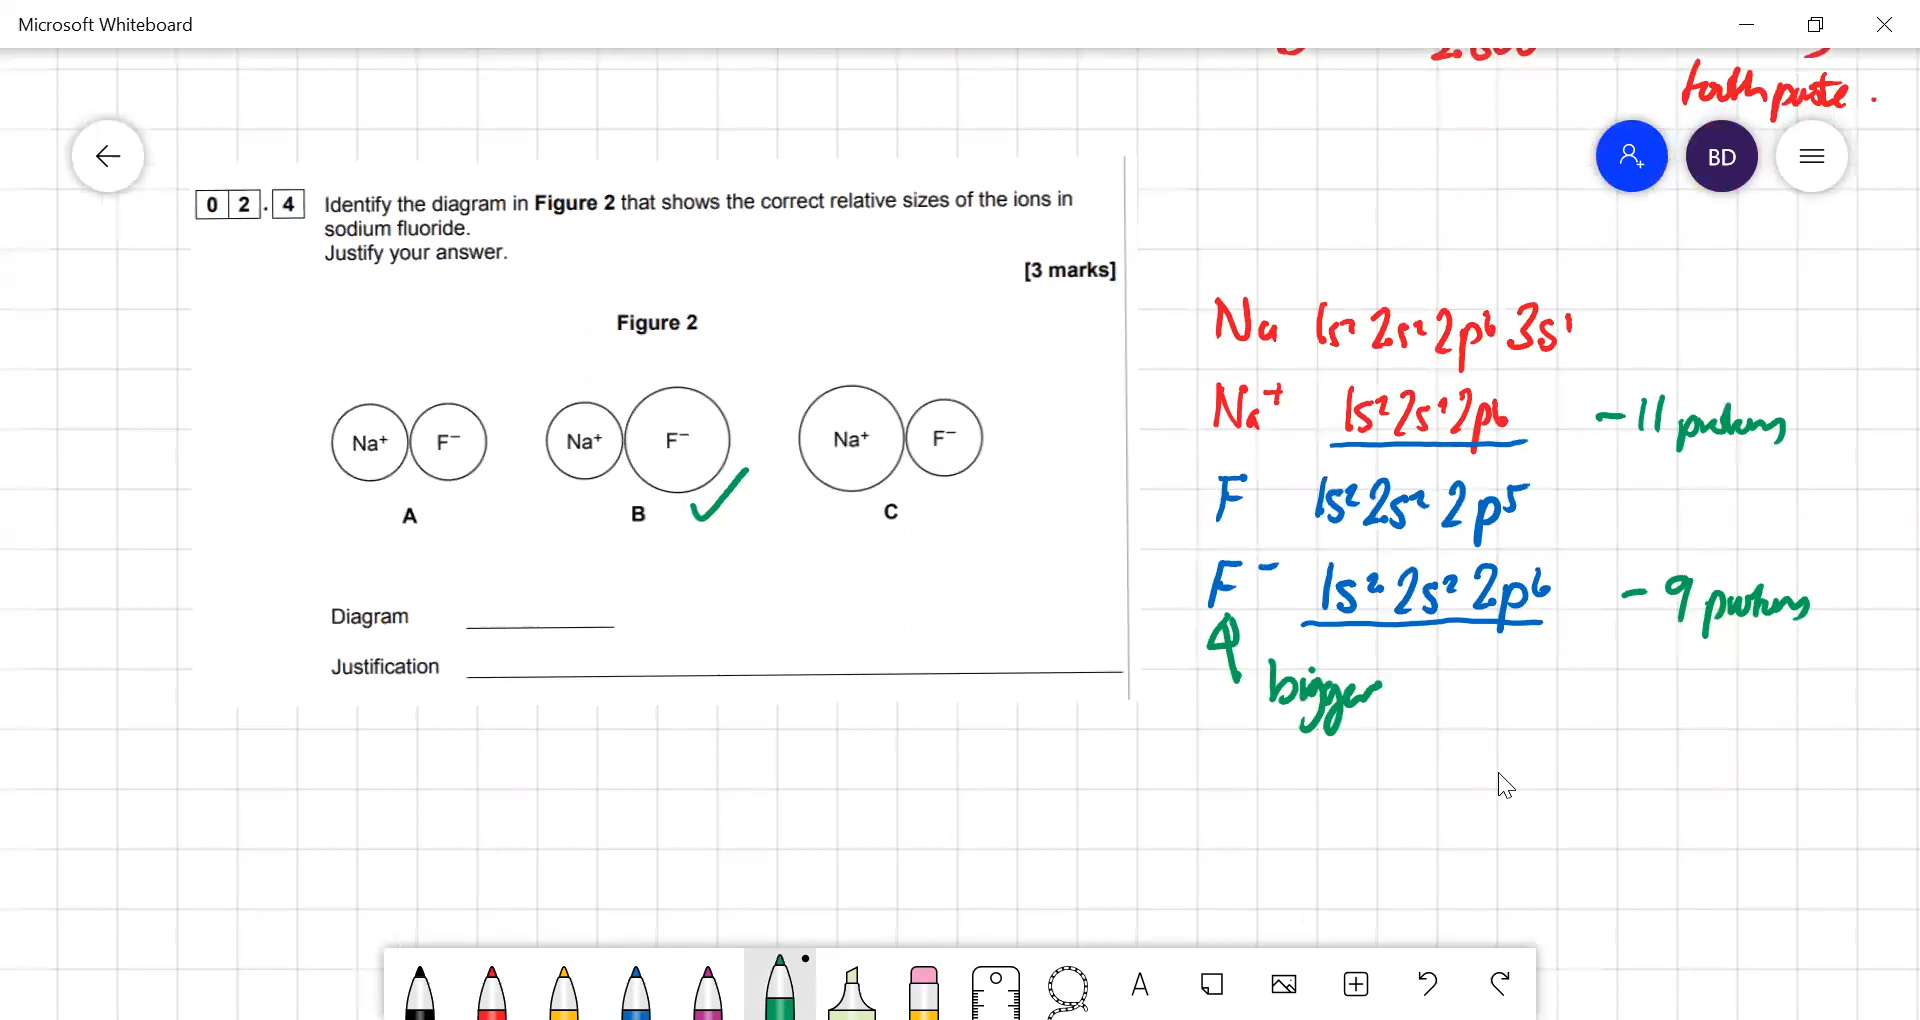 Microsoft Whiteboard
toothpaste.
BD
0 2 . 4 Identify the diagram in Figure 2 that shows the correct relative sizes of the ions in
sodium fluoride.
Justify your answer.
[3 marks]
Figure 2
Na⁺ F⁻ Na⁺ F⁻ Na⁺ F⁻
A B C
Diagram
Justification
Na 1s² 2s² 2p⁶ 3s¹
Na⁺ 1s² 2s² 2p⁶ - 11 protons
F 1s² 2s² 2p⁵
F⁻ 1s² 2s² 2p⁶ - 9 protons
bigger
A